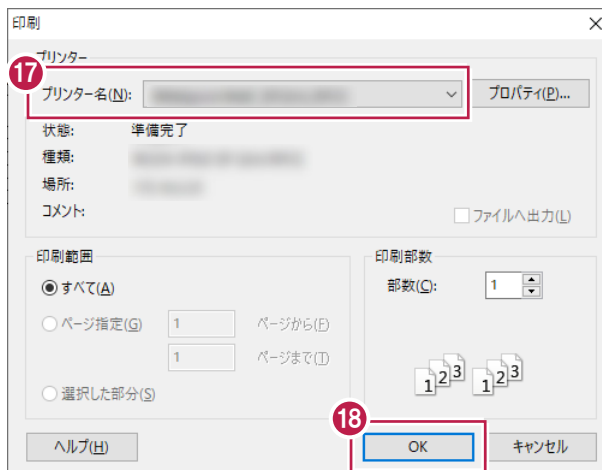 印刷
プリンター
17
プリンター名(N):
プロパティ(P)...
状態: 準備完了
種類:
場所:
コメント:
ファイルへ出力(L)
印刷範囲
すべて(A)
ページ指定(G) 1 ページから(F)
1 ページまで(T)
選択した部分(S)
印刷部数
部数(C): 1
1 2 3 1 2 3
18
ヘルプ(H) OK キャンセル